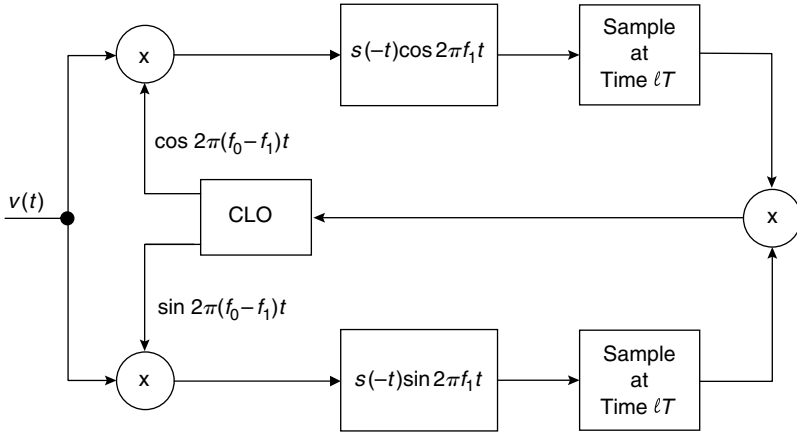 x
s(−t)cos 2πf₁t
Sample
at
Time ℓT
cos 2π(f₀−f₁)t
v(t)
CLO
x
sin 2π(f₀−f₁)t
x
s(−t)sin 2πf₁t
Sample
at
Time ℓT